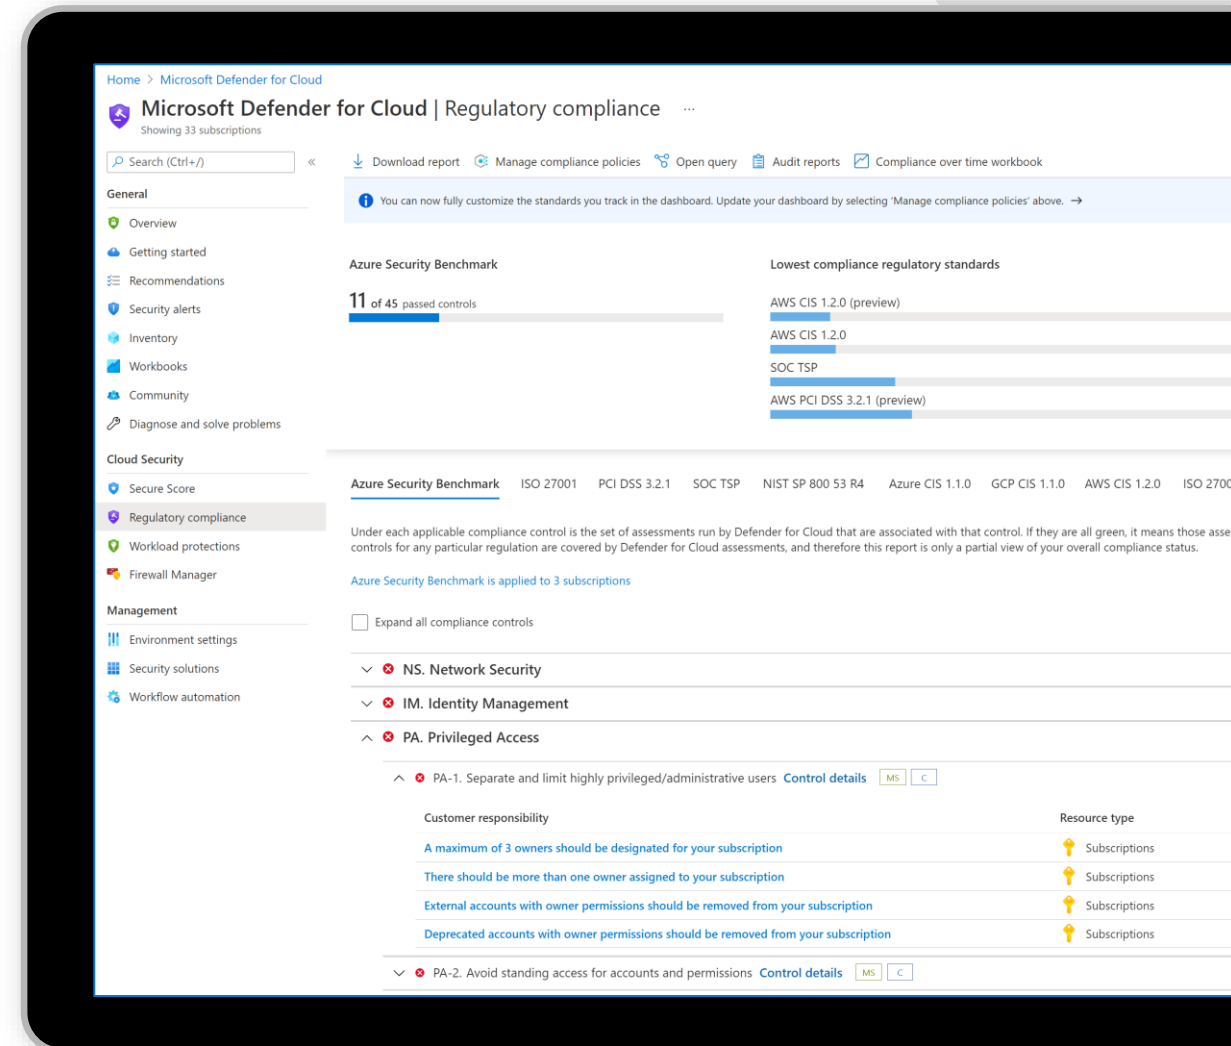 Home > Microsoft Defender for Cloud
Microsoft Defender for Cloud | Regulatory compliance ...
Showing 33 subscriptions
Search (Ctrl+/) «
Download report Manage compliance policies Open query Audit reports Compliance over time workbook
General
Overview
Getting started
Recommendations
Security alerts
Inventory
Workbooks
Community
Diagnose and solve problems
Cloud Security
Secure Score
Regulatory compliance
Workload protections
Firewall Manager
Management
Environment settings
Security solutions
Workflow automation
You can now fully customize the standards you track in the dashboard. Update your dashboard by selecting 'Manage compliance policies' above. →
Azure Security Benchmark
11 of 45 passed controls
Lowest compliance regulatory standards
AWS CIS 1.2.0 (preview)
AWS CIS 1.2.0
SOC TSP
AWS PCI DSS 3.2.1 (preview)
Azure Security Benchmark ISO 27001 PCI DSS 3.2.1 SOC TSP NIST SP 800 53 R4 Azure CIS 1.1.0 GCP CIS 1.1.0 AWS CIS 1.2.0 ISO 2700
Under each applicable compliance control is the set of assessments run by Defender for Cloud that are associated with that control. If they are all green, it means those asse
controls for any particular regulation are covered by Defender for Cloud assessments, and therefore this report is only a partial view of your overall compliance status.
Azure Security Benchmark is applied to 3 subscriptions
Expand all compliance controls
NS. Network Security
IM. Identity Management
PA. Privileged Access
PA-1. Separate and limit highly privileged/administrative users Control details MS C
Customer responsibility Resource type
A maximum of 3 owners should be designated for your subscription Subscriptions
There should be more than one owner assigned to your subscription Subscriptions
External accounts with owner permissions should be removed from your subscription Subscriptions
Deprecated accounts with owner permissions should be removed from your subscription Subscriptions
PA-2. Avoid standing access for accounts and permissions Control details MS C